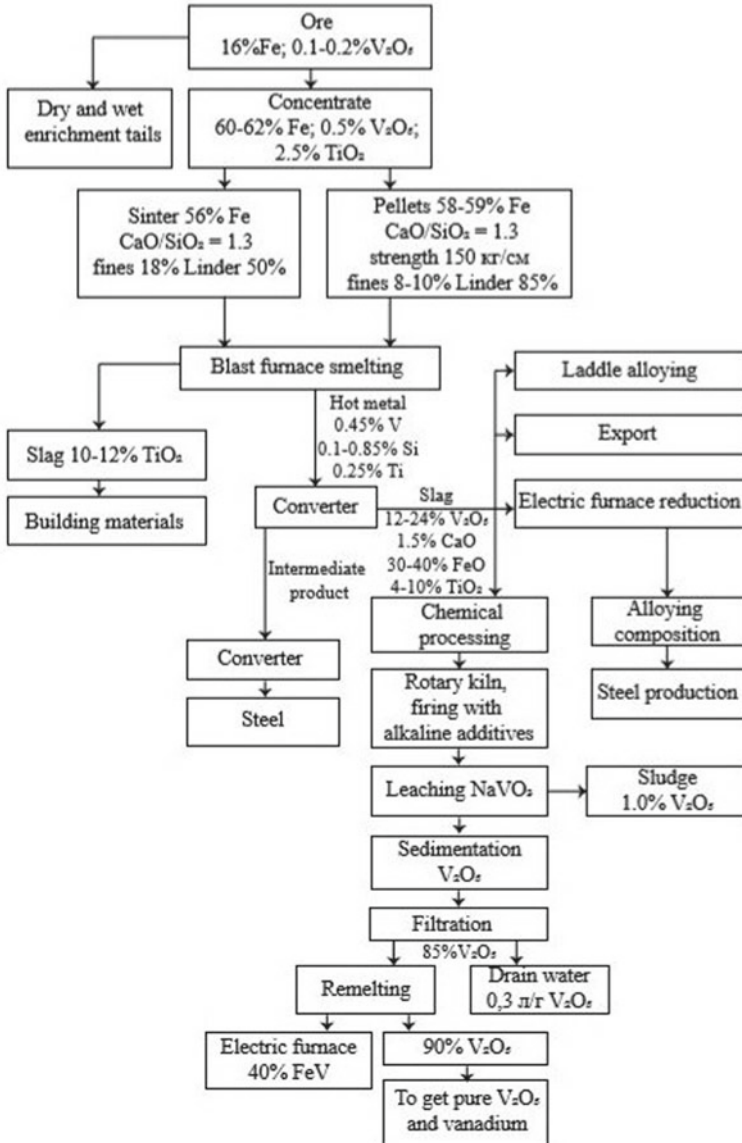 Ore
16%Fe; 0.1-0.2%V₂O₅
Dry and wet
enrichment tails
Concentrate
60-62% Fe; 0.5% V₂O₅;
2.5% TiO₂
Sinter 56% Fe
CaO/SiO₂ = 1.3
fines 18% Linder 50%
Pellets 58-59% Fe
CaO/SiO₂ = 1.3
strength 150 кг/см
fines 8-10% Linder 85%
Blast furnace smelting
Laddle alloying
Hot metal
0.45% V
0.1-0.85% Si
0.25% Ti
Export
Slag 10-12% TiO₂
Building materials
Converter
Slag
12-24% V₂O₅
1.5% CaO
30-40% FeO
4-10% TiO₂
Electric furnace reduction
Intermediate
product
Chemical
processing
Alloying
composition
Converter
Steel
Rotary kiln,
firing with
alkaline additives
Steel production
Leaching NaVO₃
Sludge
1.0% V₂O₅
Sedimentation
V₂O₅
Filtration
85%V₂O₅
Remelting
Drain water
0,3 л/г V₂O₅
Electric furnace
40% FeV
90% V₂O₅
To get pure V₂O₅
and vanadium